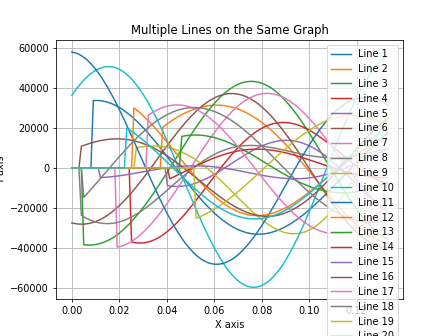 Multiple Lines on the Same Graph
60000
40000
20000
0
−20000
−40000
−60000
0.00
0.02
0.04
0.06
0.08
0.10
X axis
axis
Line 1
Line 2
Line 3
Line 4
Line 5
Line 6
Line 7
Line 8
Line 10
Line 11
Line 12
Line 13
Line 14
Line 15
Line 16
Line 17
Line 18
Line 19
Line 20